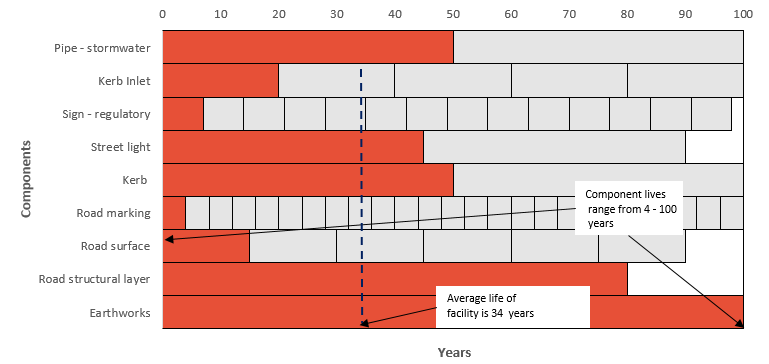 0 10 20 30 40 50 60 70 80 90 100
Pipe - stormwater
Kerb Inlet
Sign - regulatory
Street light
Kerb
Road marking
Road surface
Road structural layer
Earthworks
Components
Component lives
range from 4 - 100
years
Average life of
facility is 34 years
Years